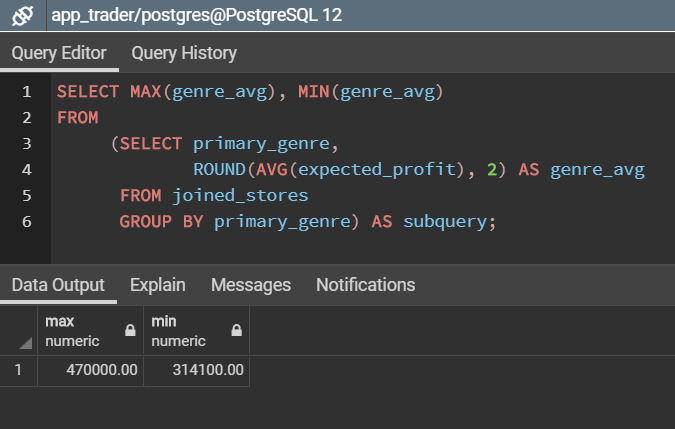 app_trader/postgres@PostgreSQL 12
Query Editor Query History
1 SELECT MAX(genre_avg), MIN(genre_avg)
2 FROM
3 (SELECT primary_genre,
4 ROUND(AVG(expected_profit), 2) AS genre_avg
5 FROM joined_stores
6 GROUP BY primary_genre) AS subquery;
Data Output Explain Messages Notifications
max min
numeric numeric
1 470000.00 314100.00